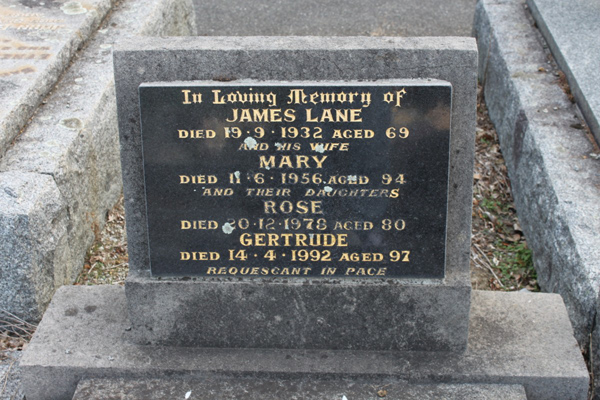 In Loving Memory of
JAMES LANE
DIED 19·9·1932 AGED 69
AND HIS WIFE
MARY
DIED 11·6·1956 AGED 94
AND THEIR DAUGHTERS
ROSE
DIED 20·12·1978 AGED 80
GERTRUDE
DIED 14·4·1992 AGED 97
REQUESCANT IN PACE